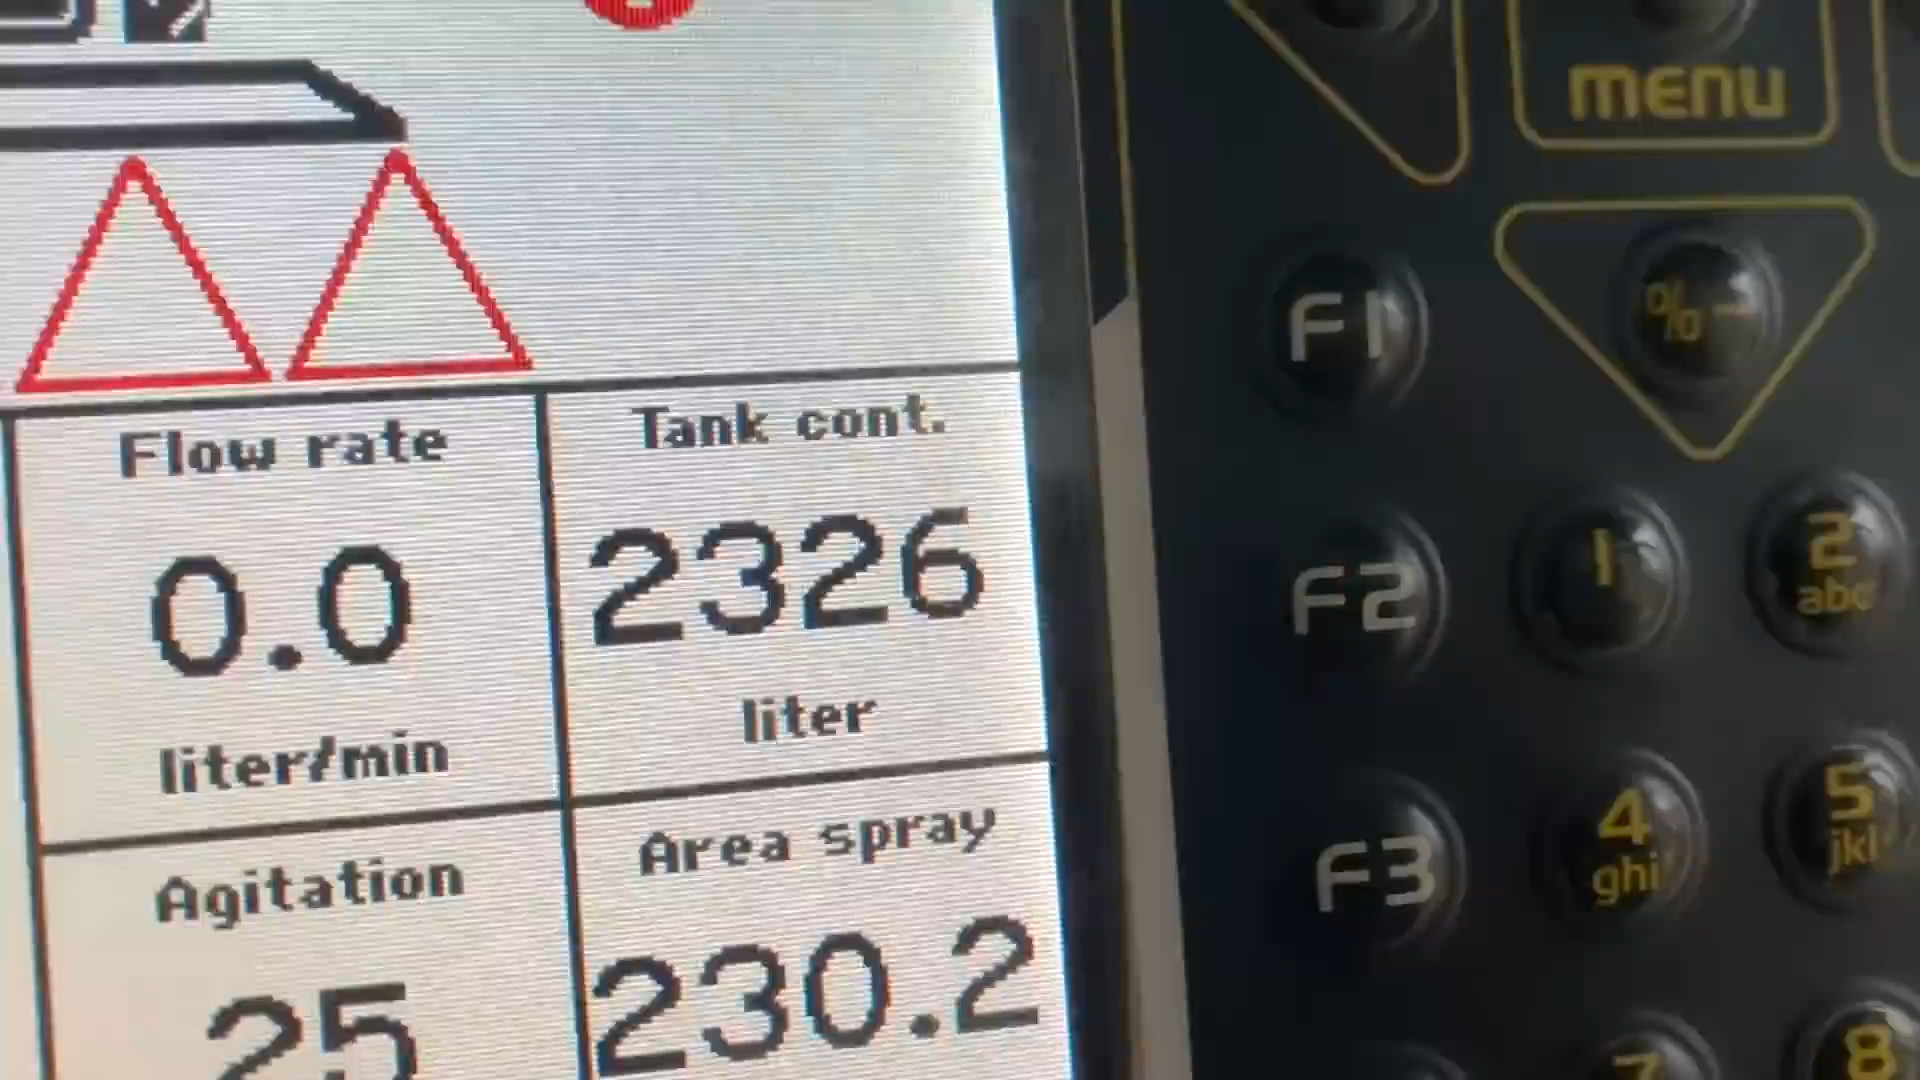 Flow rate
0.0
liter/min
Tank cont.
2326
liter
Agitation
25
Area spray
230.2
menu
F1
%-
F2
1
2
abc
F3
4
ghi
5
jkl
7
8